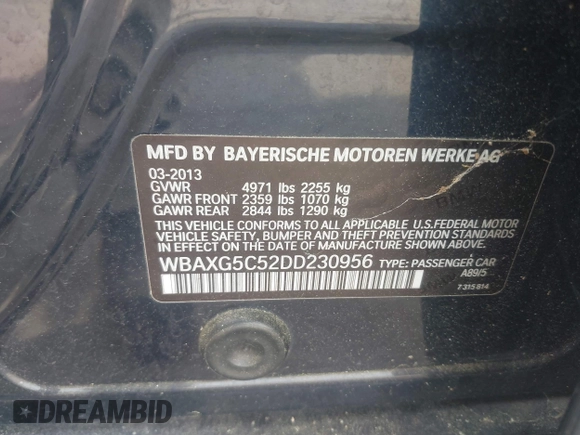 MFD BY BAYERISCHE MOTOREN WERKE AG
03-2013
GVWR 4971 lbs 2255 kg
GAWR FRONT 2359 lbs 1070 kg
GAWR REAR 2844 lbs 1290 kg
THIS VEHICLE CONFORMS TO ALL APPLICABLE U.S. FEDERAL MOTOR
VEHICLE SAFETY, BUMPER AND THEFT PREVENTION STANDARDS
IN EFFECT ON THE DATE OF MANUFACTURE SHOWN ABOVE.
WBAXG5C52DD230956 TYPE: PASSENGER CAR
A89/5
7315814
DREAMBID